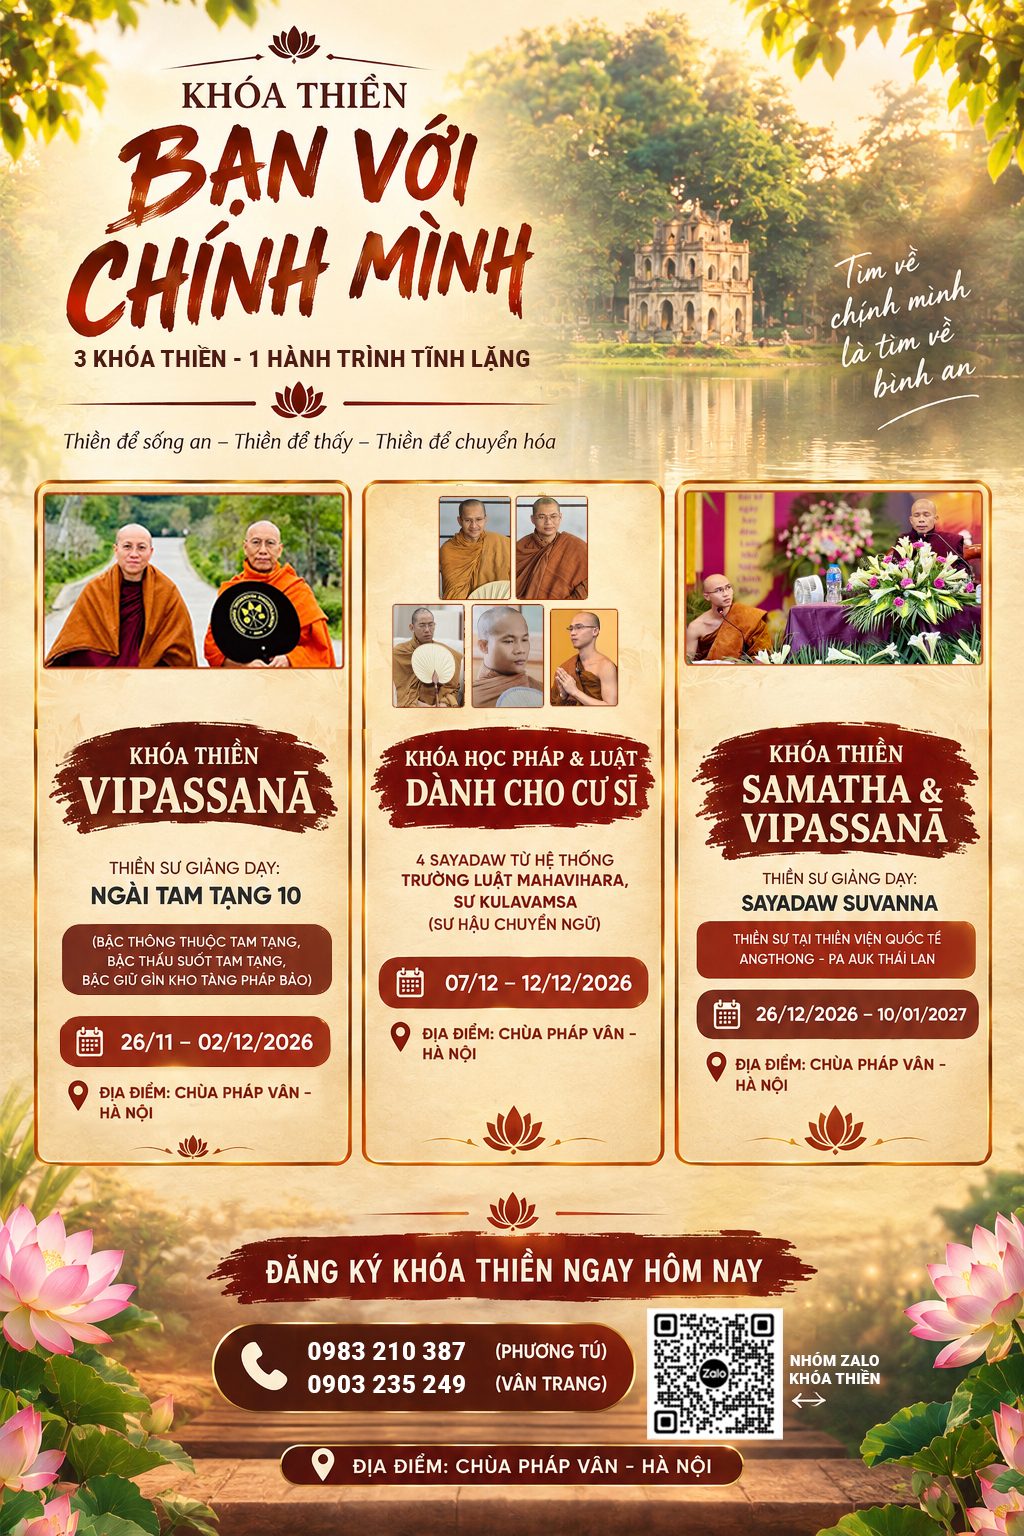 KHÓA THIỀN
BẠN VỚI
CHÍNH MÌNH
3 KHÓA THIỀN - 1 HÀNH TRÌNH TĨNH LẶNG
Thiền để sống an – Thiền để thấy – Thiền để chuyển hóa
Tìm về
chính mình
là tìm về
bình an
KHÓA THIỀN
VIPASSANĀ
THIỀN SƯ GIẢNG DẠY:
NGÀI TAM TẠNG 10
(BẬC THÔNG THUỘC TAM TẠNG,
BẬC THẤU SUỐT TAM TẠNG,
BẬC GIỮ GÌN KHO TÀNG PHÁP BẢO)
26/11 – 02/12/2026
ĐỊA ĐIỂM: CHÙA PHÁP VÂN -
HÀ NỘI
KHÓA HỌC PHÁP & LUẬT
DÀNH CHO CƯ SĨ
4 SAYADAW TỪ HỆ THỐNG
TRƯỜNG LUẬT MAHAVIHARA,
SƯ KULAVAMSA
(SƯ HẬU CHUYỂN NGỮ)
07/12 – 12/12/2026
ĐỊA ĐIỂM: CHÙA PHÁP VÂN -
HÀ NỘI
KHÓA THIỀN
SAMATHA &
VIPASSANĀ
THIỀN SƯ GIẢNG DẠY:
SAYADAW SUVANNA
THIỀN SƯ TẠI THIỀN VIỆN QUỐC TẾ
ANGTHONG - PA AUK THÁI LAN
26/12/2026 – 10/01/2027
ĐỊA ĐIỂM: CHÙA PHÁP VÂN -
HÀ NỘI
ĐĂNG KÝ KHÓA THIỀN NGAY HÔM NAY
0983 210 387 (PHƯƠNG TÚ)
0903 235 249 (VÂN TRANG)
Zalo
NHÓM ZALO
KHÓA THIỀN
ĐỊA ĐIỂM: CHÙA PHÁP VÂN - HÀ NỘI